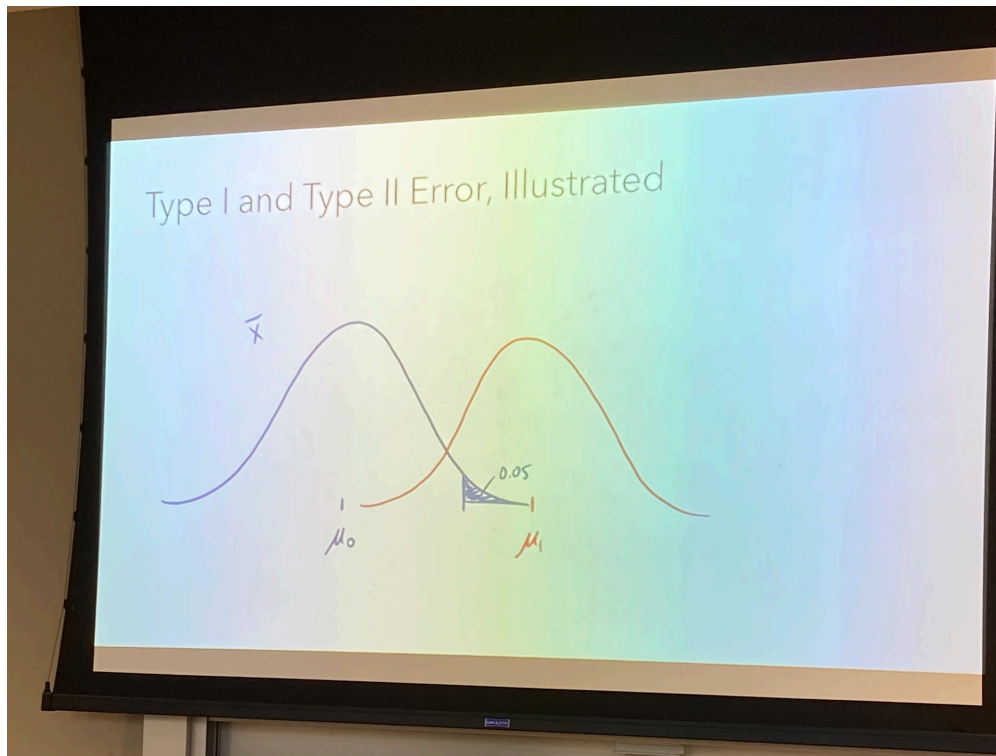 Type I and Type II Error, Illustrated
x̄
0.05
μ₀
μ₁